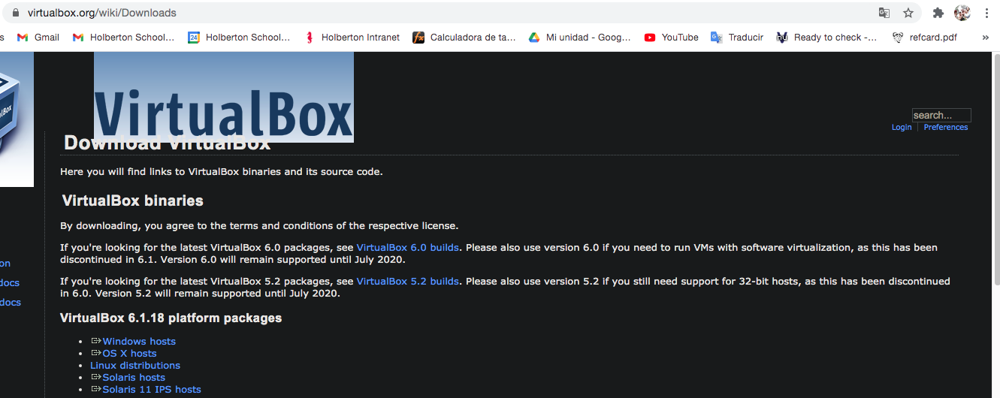 virtualbox.org/wiki/Downloads
s
Gmail
Holberton School...
24
Holberton School...
Holberton Intranet
fx
Calculadora de ta...
Mi unidad - Goog...
YouTube
Traducir
Ready to check -...
refcard.pdf
»
VirtualBox
search...
Login
Preferences
Download VirtualBox
Here you will find links to VirtualBox binaries and its source code.
VirtualBox binaries
By downloading, you agree to the terms and conditions of the respective license.
If you're looking for the latest VirtualBox 6.0 packages, see VirtualBox 6.0 builds. Please also use version 6.0 if you need to run VMs with software virtualization, as this has been
discontinued in 6.1. Version 6.0 will remain supported until July 2020.
on
If you're looking for the latest VirtualBox 5.2 packages, see VirtualBox 5.2 builds. Please also use version 5.2 if you still need support for 32-bit hosts, as this has been discontinued
docs
in 6.0. Version 5.2 will remain supported until July 2020.
docs
VirtualBox 6.1.18 platform packages
Windows hosts
OS X hosts
Linux distributions
Solaris hosts
Solaris 11 IPS hosts